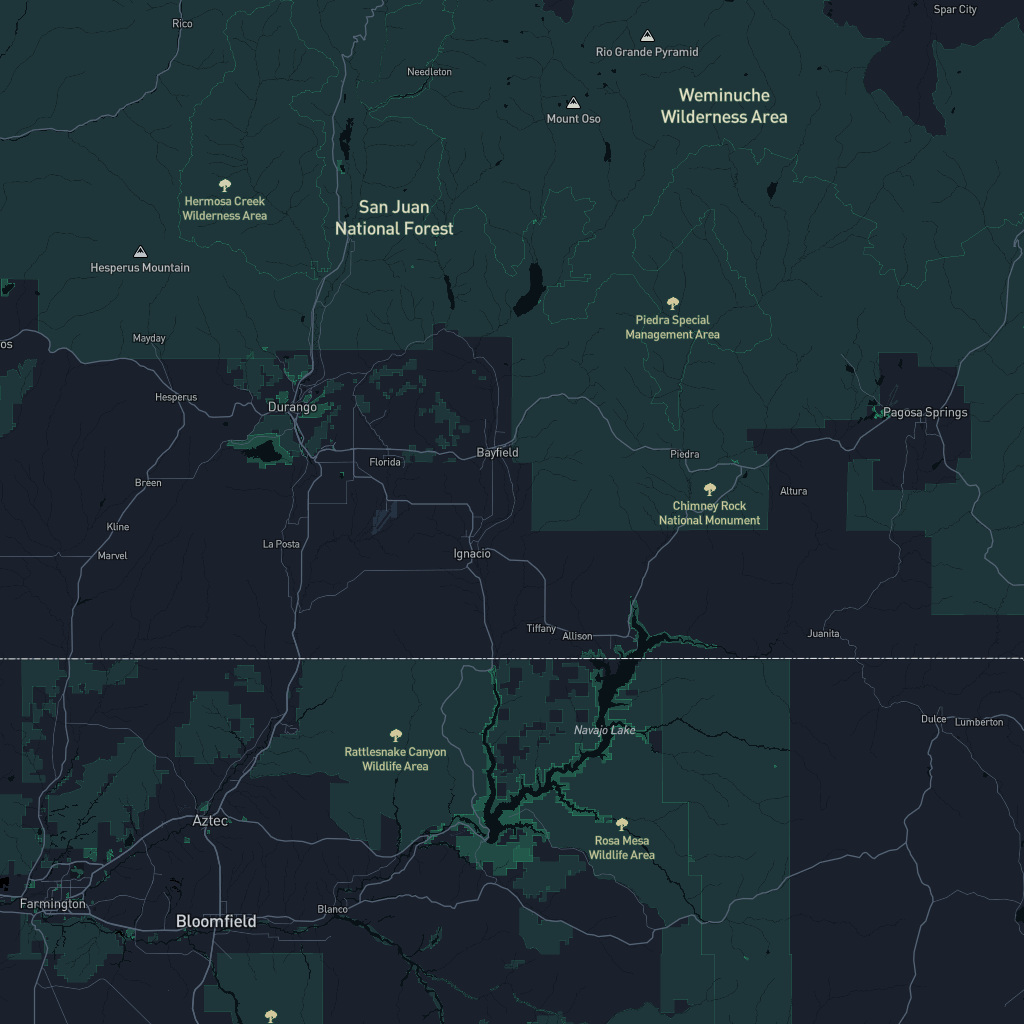 Spar City
Rico
Rio Grande Pyramid
Needleton
Weminuche
Wilderness Area
Mount Oso
Hermosa Creek
Wilderness Area
San Juan
National Forest
Hesperus Mountain
Piedra Special
Management Area
os
Mayday
Hesperus
Durango
Pagosa Springs
Bayfield
Piedra
Florida
Breen
Altura
Chimney Rock
National Monument
Kline
La Posta
Marvel
Ignacio
Tiffany
Allison
Juanita
Dulce
Lumberton
Navajo Lake
Rattlesnake Canyon
Wildlife Area
Aztec
Rosa Mesa
Wildlife Area
Farmington
Blanco
Bloomfield